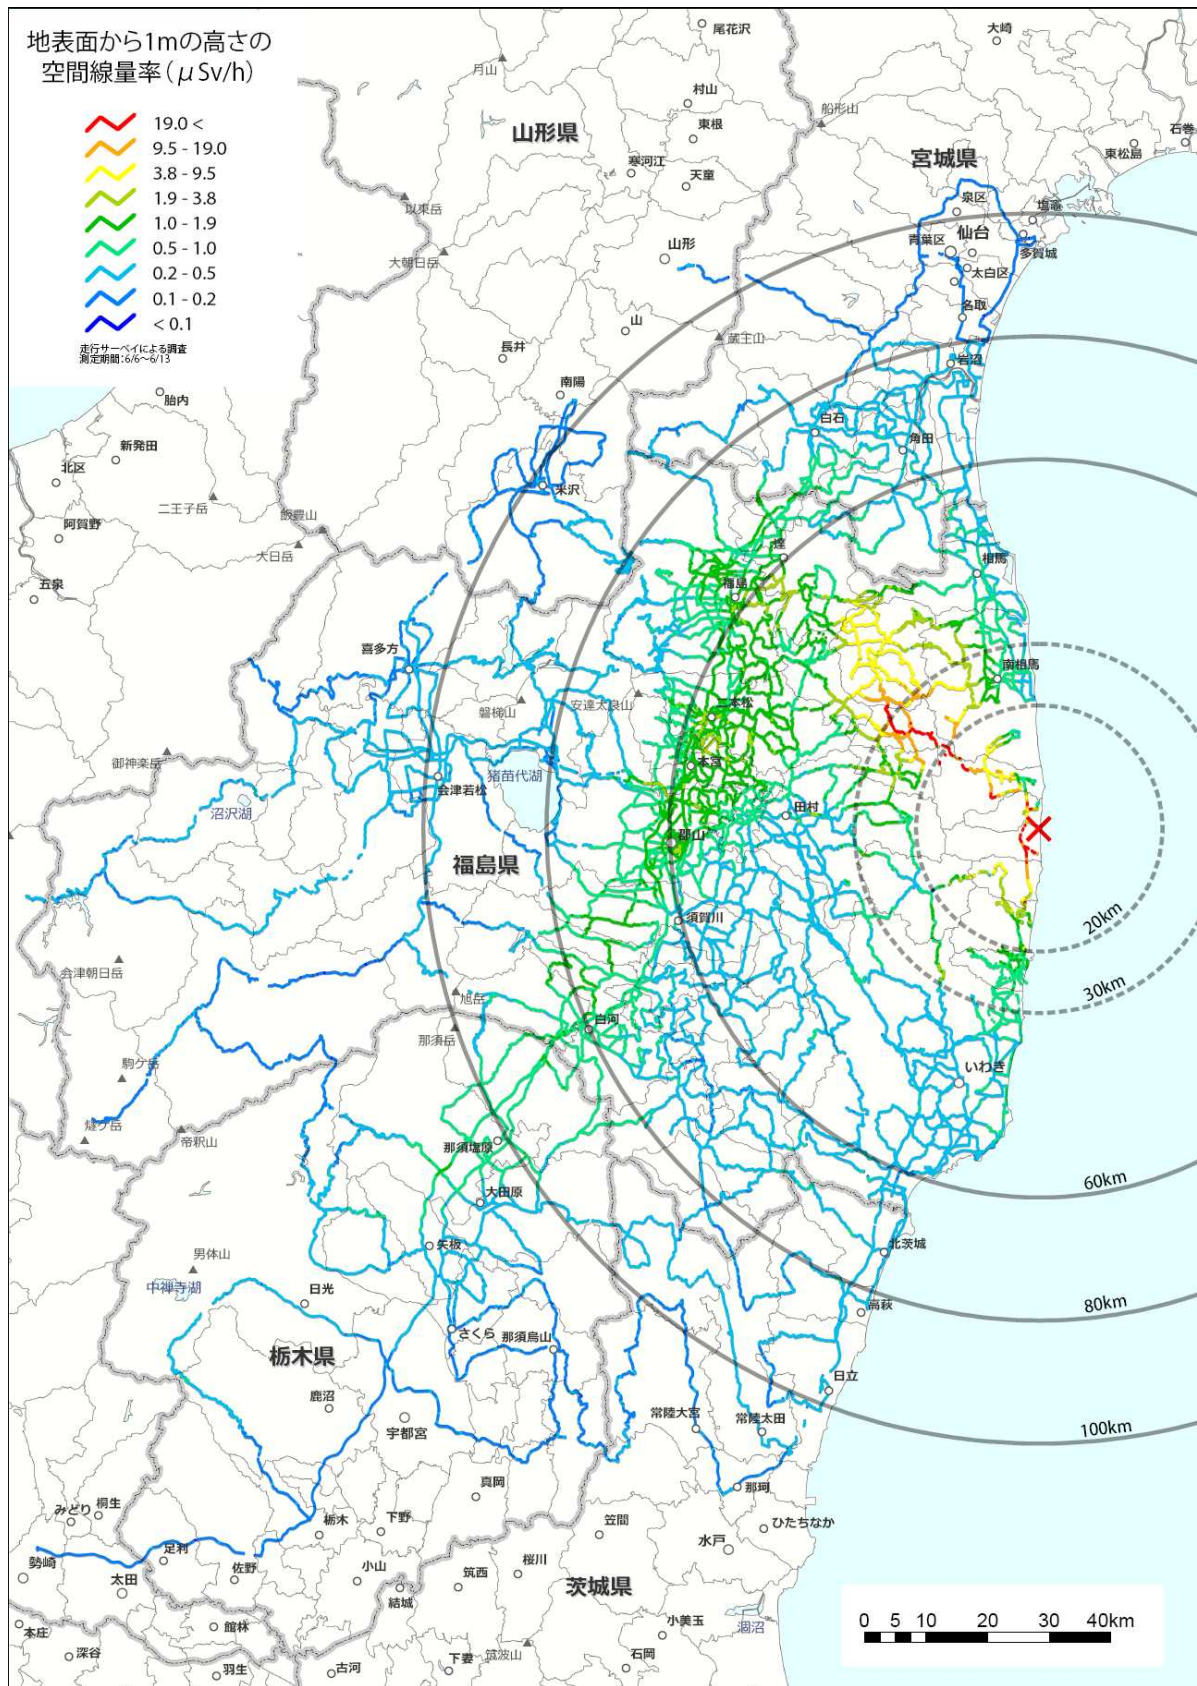 地表面から1mの高さの
空間線量率(μSv/h)
19.0 <
9.5 - 19.0
3.8 - 9.5
1.9 - 3.8
1.0 - 1.9
0.5 - 1.0
0.2 - 0.5
0.1 - 0.2
< 0.1
走行サーベイによる調査
測定期間:6/6～6/13
尾花沢
大崎
月山
村山
船形山
東根
石巻
山形県
東松島
宮城県
寒河江
天童
以東岳
泉区
塩竈
青葉区
仙台
山形
大朝日岳
多賀城
太白区
名取
山
蔵王山
長井
岩沼
南陽
胎内
白石
新発田
角田
北区
米沢
二王子岳
飯豊山
阿賀野
大日岳
達
相馬
五泉
福島
喜多方
南相馬
安達太良山
磐梯山
二本松
御神楽岳
本宮
猪苗代湖
会津若松
沼沢湖
田村
郡山
福島県
須賀川
20km
会津朝日岳
30km
旭岳
白河
那須岳
駒ケ岳
いわき
燧ケ岳
帝釈山
那須塩原
60km
大田原
矢板
北茨城
男体山
中禅寺湖
日光
80km
高萩
さくら
那須烏山
栃木県
日立
鹿沼
常陸大宮
常陸太田
宇都宮
100km
真岡
那珂
みどり
桐生
栃木
下野
ひたちなか
笠間
水戸
足利
勢崎
佐野
小山
桜川
太田
筑西
結城
茨城県
0 5 10 20 30 40km
本庄
館林
小美玉
涸沼
深谷
筑波山
石岡
羽生
古河
下妻